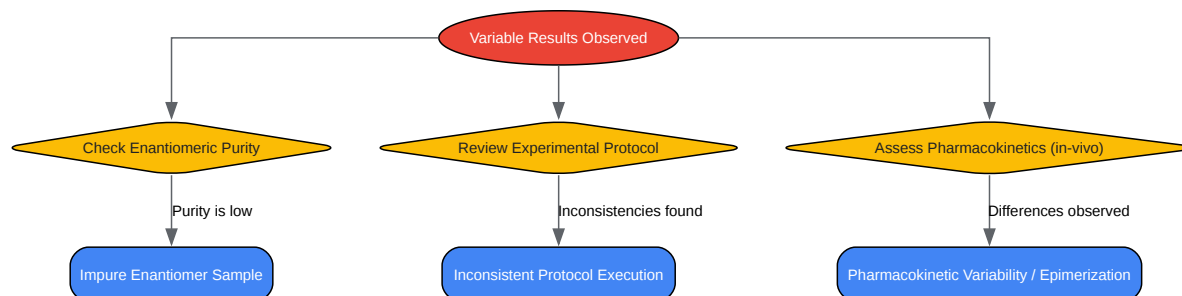 Variable Results Observed
Check Enantiomeric Purity
Review Experimental Protocol
Assess Pharmacokinetics (in-vivo)
Purity is low
Inconsistencies found
Differences observed
Impure Enantiomer Sample
Inconsistent Protocol Execution
Pharmacokinetic Variability / Epimerization